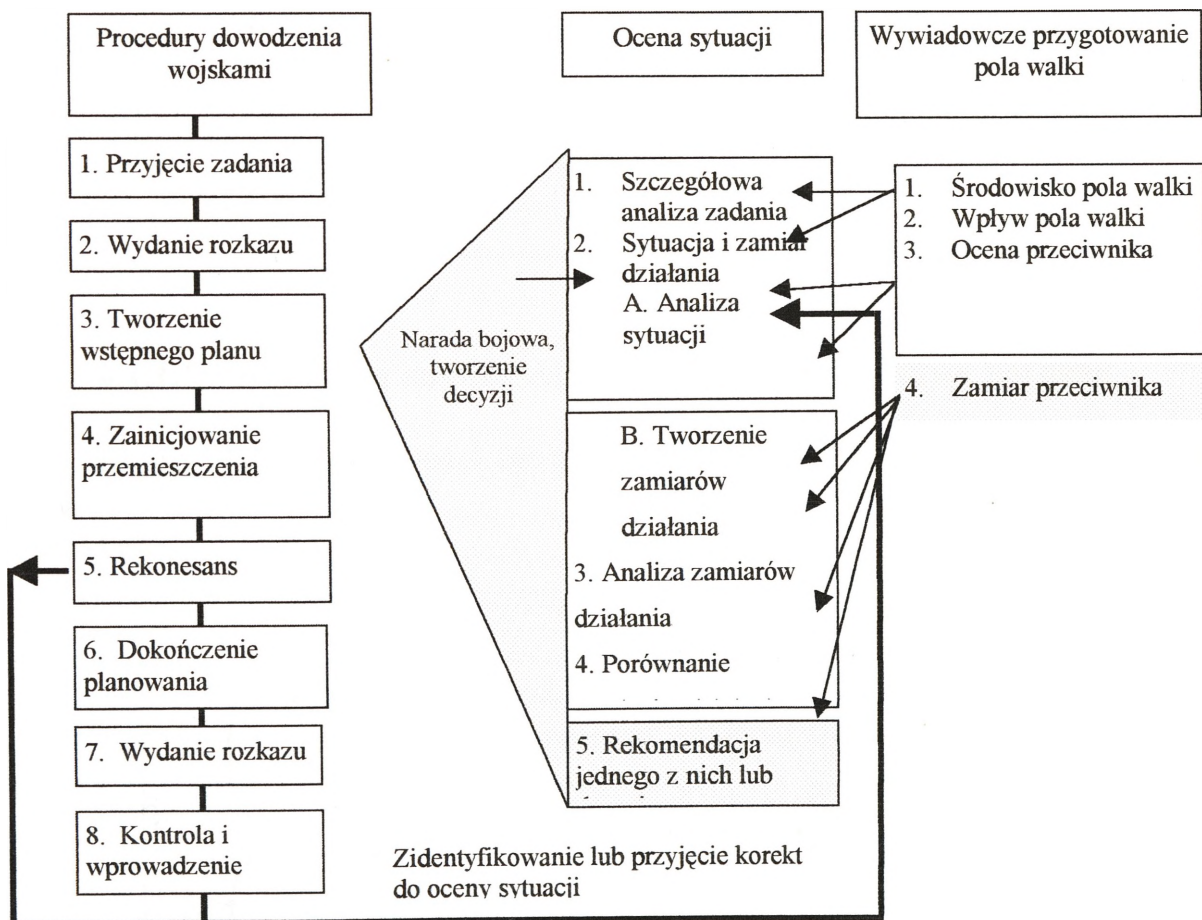 Procedury dowodzenia
wojskami
1. Przyjęcie zadania
2. Wydanie rozkazu
3. Tworzenie
wstępnego planu
4. Zainicjowanie
przemieszczenia
5. Rekonesans
6. Dokończenie
planowania
7. Wydanie rozkazu
8. Kontrola i
wprowadzenie
Ocena sytuacji
Narada bojowa,
tworzenie
decyzji
1. Szczegółowa
analiza zadania
2. Sytuacja i zamiar
działania
A. Analiza
sytuacji
B. Tworzenie
zamiarów
działania
3. Analiza zamiarów
działania
4. Porównanie
5. Rekomendacja
jednego z nich lub
Wywiadowcze przygotowanie
pola walki
1. Środowisko pola walki
2. Wpływ pola walki
3. Ocena przeciwnika
4. Zamiar przeciwnika
Zidentyfikowanie lub przyjęcie korekt
do oceny sytuacji